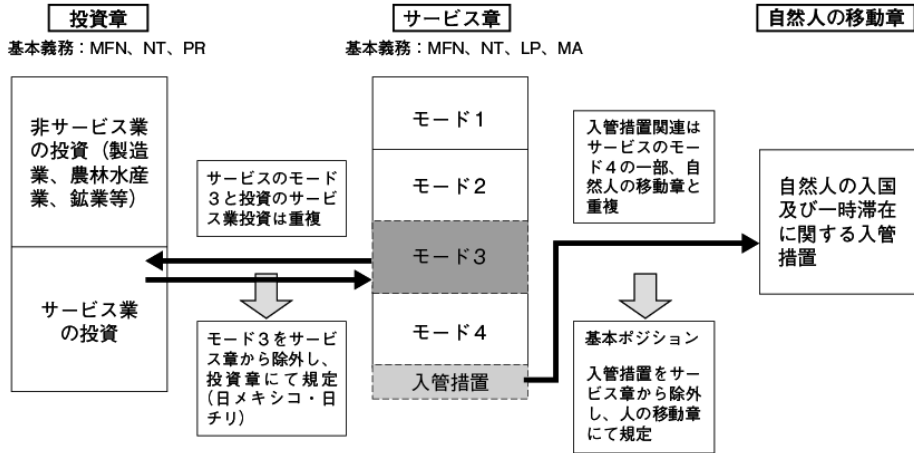 投資章
基本義務：MFN、NT、PR
非サービス業
の投資（製造
業、農林水産
業、鉱業等）
サービス業
の投資
サービスのモード
3と投資のサービ
ス業投資は重複
モード3をサービ
ス章から除外し、
投資章にて規定
（日メキシコ・日
チリ）
サービス章
基本義務：MFN、NT、LP、MA
モード1
モード2
モード3
モード4
入管措置
入管措置関連は
サービスのモー
ド4の一部、自
然人の移動章と
重複
基本ポジション
入管措置をサー
ビス章から除外
し、人の移動章
にて規定
自然人の移動章
自然人の入国
及び一時滞在
に関する入管
措置